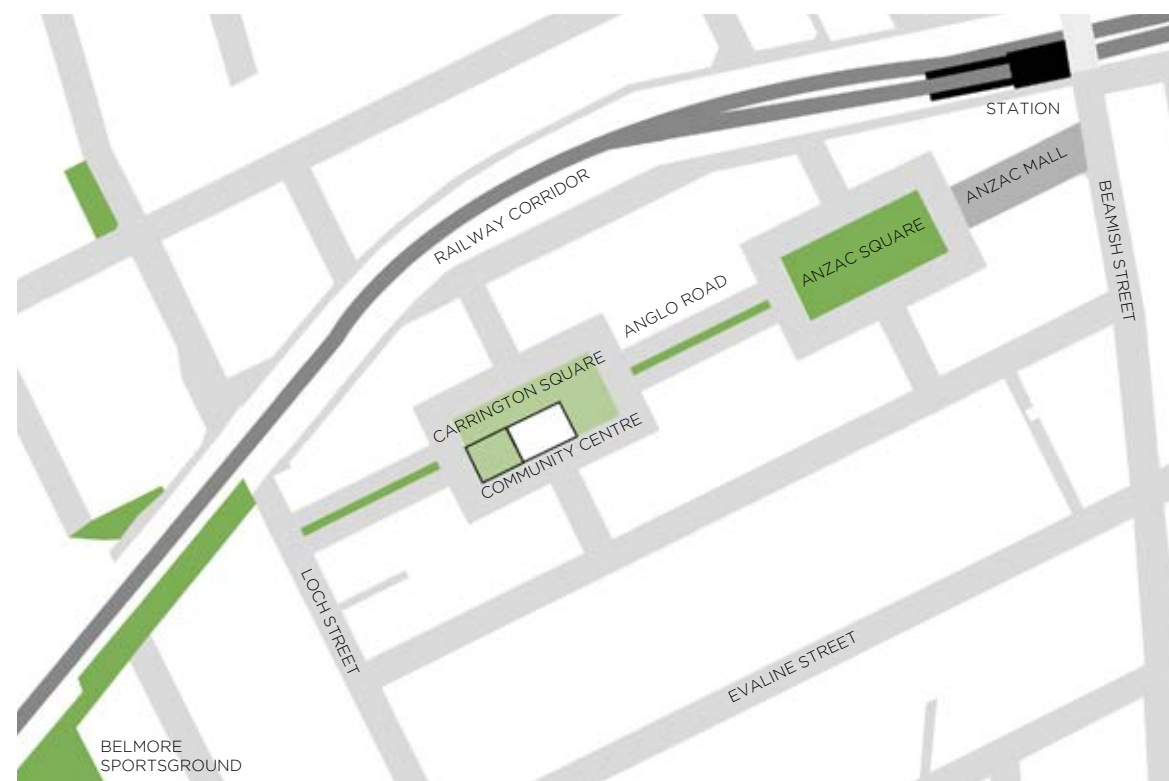 STATION
ANZAC MALL
RAILWAY CORRIDOR
BEAMISH STREET
ANZAC SQUARE
ANGLO ROAD
CARRINGTON SQUARE
COMMUNITY CENTRE
LOCH STREET
EVALINE STREET
BELMORE
SPORTSGROUND